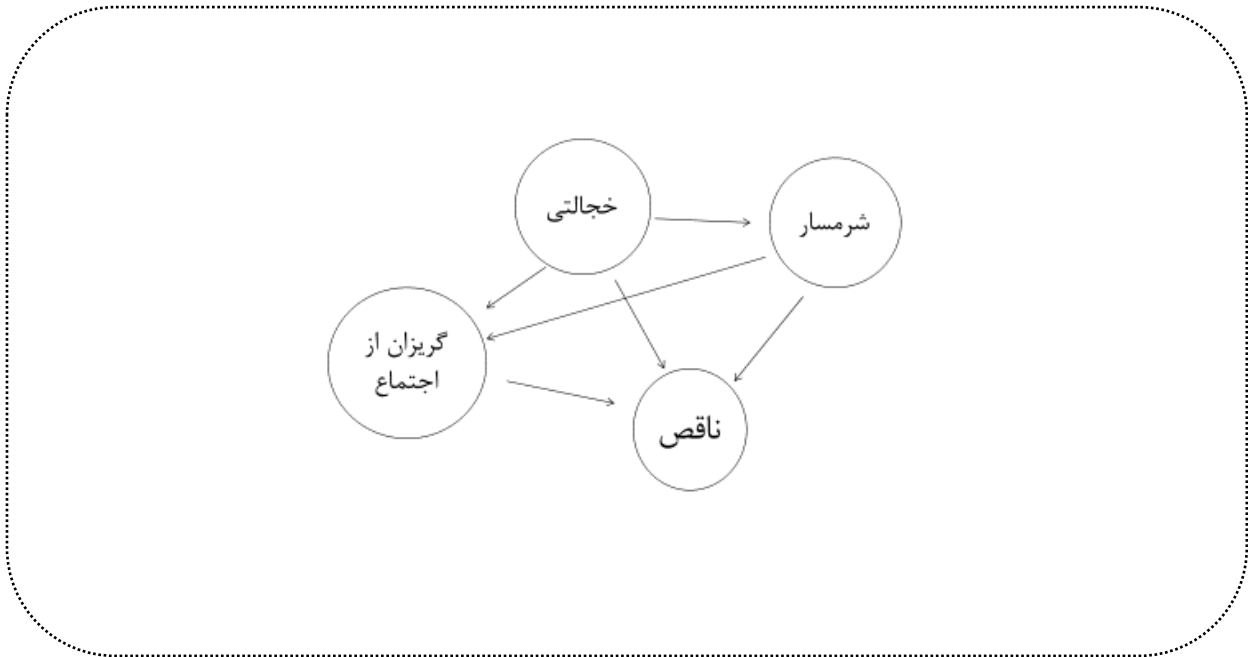 خجالتی
شرمسار
گریزان از
اجتماع
ناقص